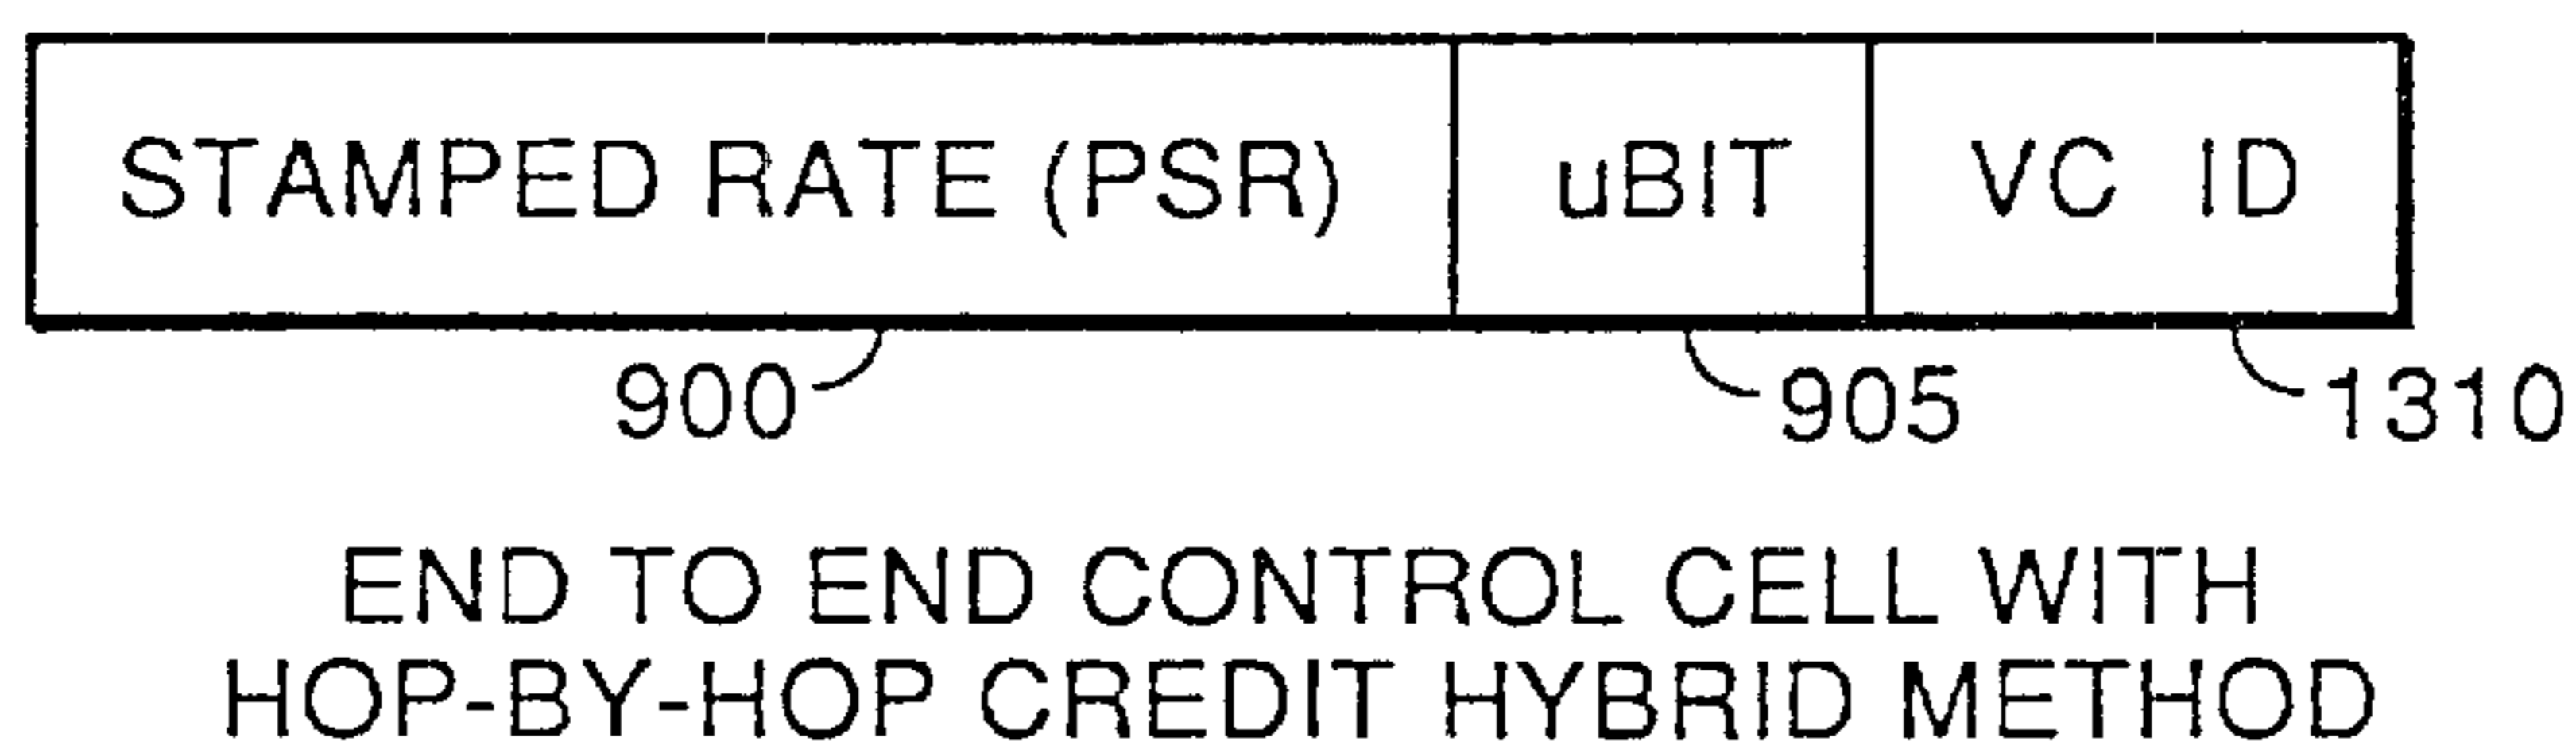 STAMPED RATE (PSR) uBIT VC ID
900 905 1310
END TO END CONTROL CELL WITH
HOP-BY-HOP CREDIT HYBRID METHOD